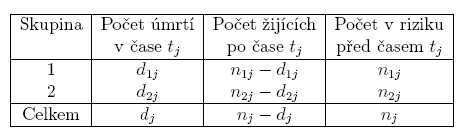 Skupina Počet úmrtí Počet žijících Počet v riziku
v čase t_j po čase t_j před časem t_j
1 d_{1j} n_{1j} − d_{1j} n_{1j}
2 d_{2j} n_{2j} − d_{2j} n_{2j}
Celkem d_j n_j − d_j n_j